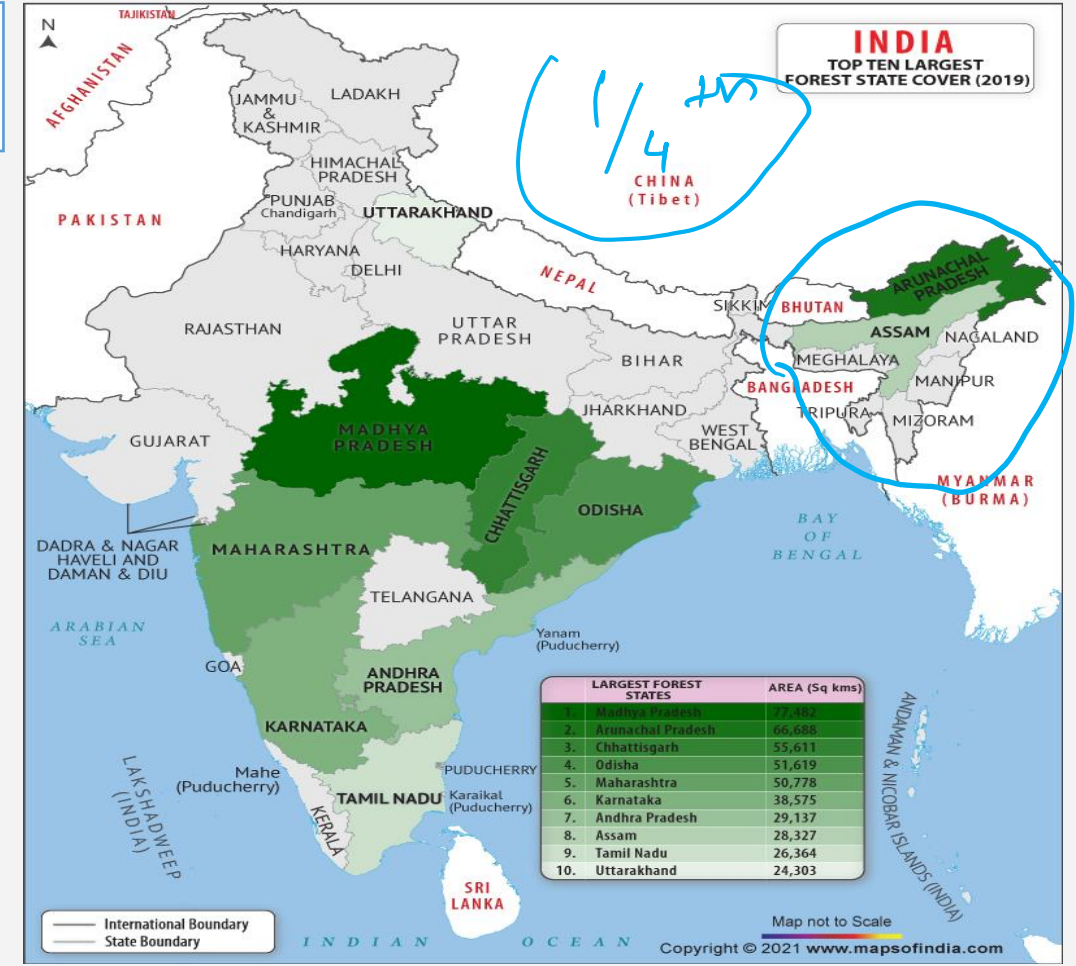 TAJIKISTAN
N
AFGHANISTAN
INDIA
TOP TEN LARGEST
FOREST STATE COVER (2019)
1/4 th
LADAKH
JAMMU
&
KASHMIR
HIMACHAL
PRADESH
CHINA
(Tibet)
PAKISTAN
PUNJAB
Chandigarh
UTTARAKHAND
HARYANA
DELHI
NEPAL
ARUNACHAL
PRADESH
SIKKIM
BHUTAN
RAJASTHAN
UTTAR
PRADESH
ASSAM
NAGALAND
BIHAR
MEGHALAYA
BANGLADESH
MANIPUR
JHARKHAND
TRIPURA
MIZORAM
GUJARAT
MADHYA
PRADESH
WEST
BENGAL
CHHATTISGARH
MYANMAR
(BURMA)
ODISHA
BAY
OF
BENGAL
DADRA & NAGAR
HAVELI AND
DAMAN & DIU
MAHARASHTRA
TELANGANA
ARABIAN
SEA
Yanam
(Puducherry)
GOA
ANDHRA
PRADESH
KARNATAKA
LARGEST FOREST STATES AREA (Sq kms)
1. Madhya Pradesh 77,482
2. Arunachal Pradesh 66,688
3. Chhattisgarh 55,611
4. Odisha 51,619
5. Maharashtra 50,778
6. Karnataka 38,575
7. Andhra Pradesh 29,137
8. Assam 28,327
9. Tamil Nadu 26,364
10. Uttarakhand 24,303
ANDAMAN & NICOBAR ISLANDS (INDIA)
LAKSHADWEEP
(INDIA)
Mahe
(Puducherry)
PUDUCHERRY
TAMIL NADU
Karaikal
(Puducherry)
KERALA
SRI
LANKA
International Boundary
State Boundary
INDIAN OCEAN
Map not to Scale
Copyright © 2021 www.mapsofindia.com